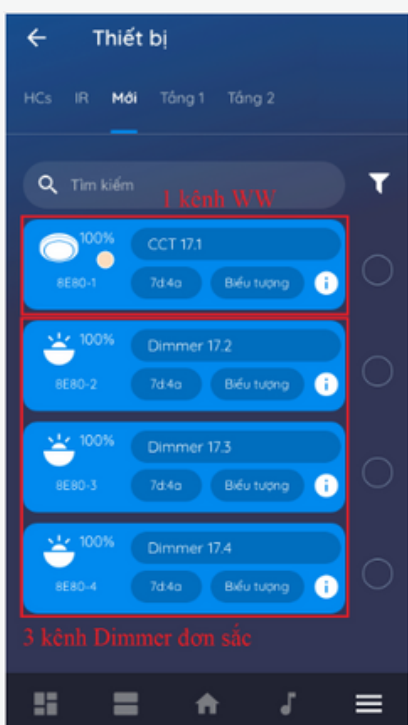 Thiết bị
HCs IR Mới Tầng 1 Tầng 2
Tìm kiếm
1 kênh WW
100% CCT 17.1
8E80-1 7d:4a Biểu tượng i
100% Dimmer 17.2
8E80-2 7d:4a Biểu tượng i
100% Dimmer 17.3
8E80-3 7d:4a Biểu tượng i
100% Dimmer 17.4
8E80-4 7d:4a Biểu tượng i
3 kênh Dimmer đơn sắc